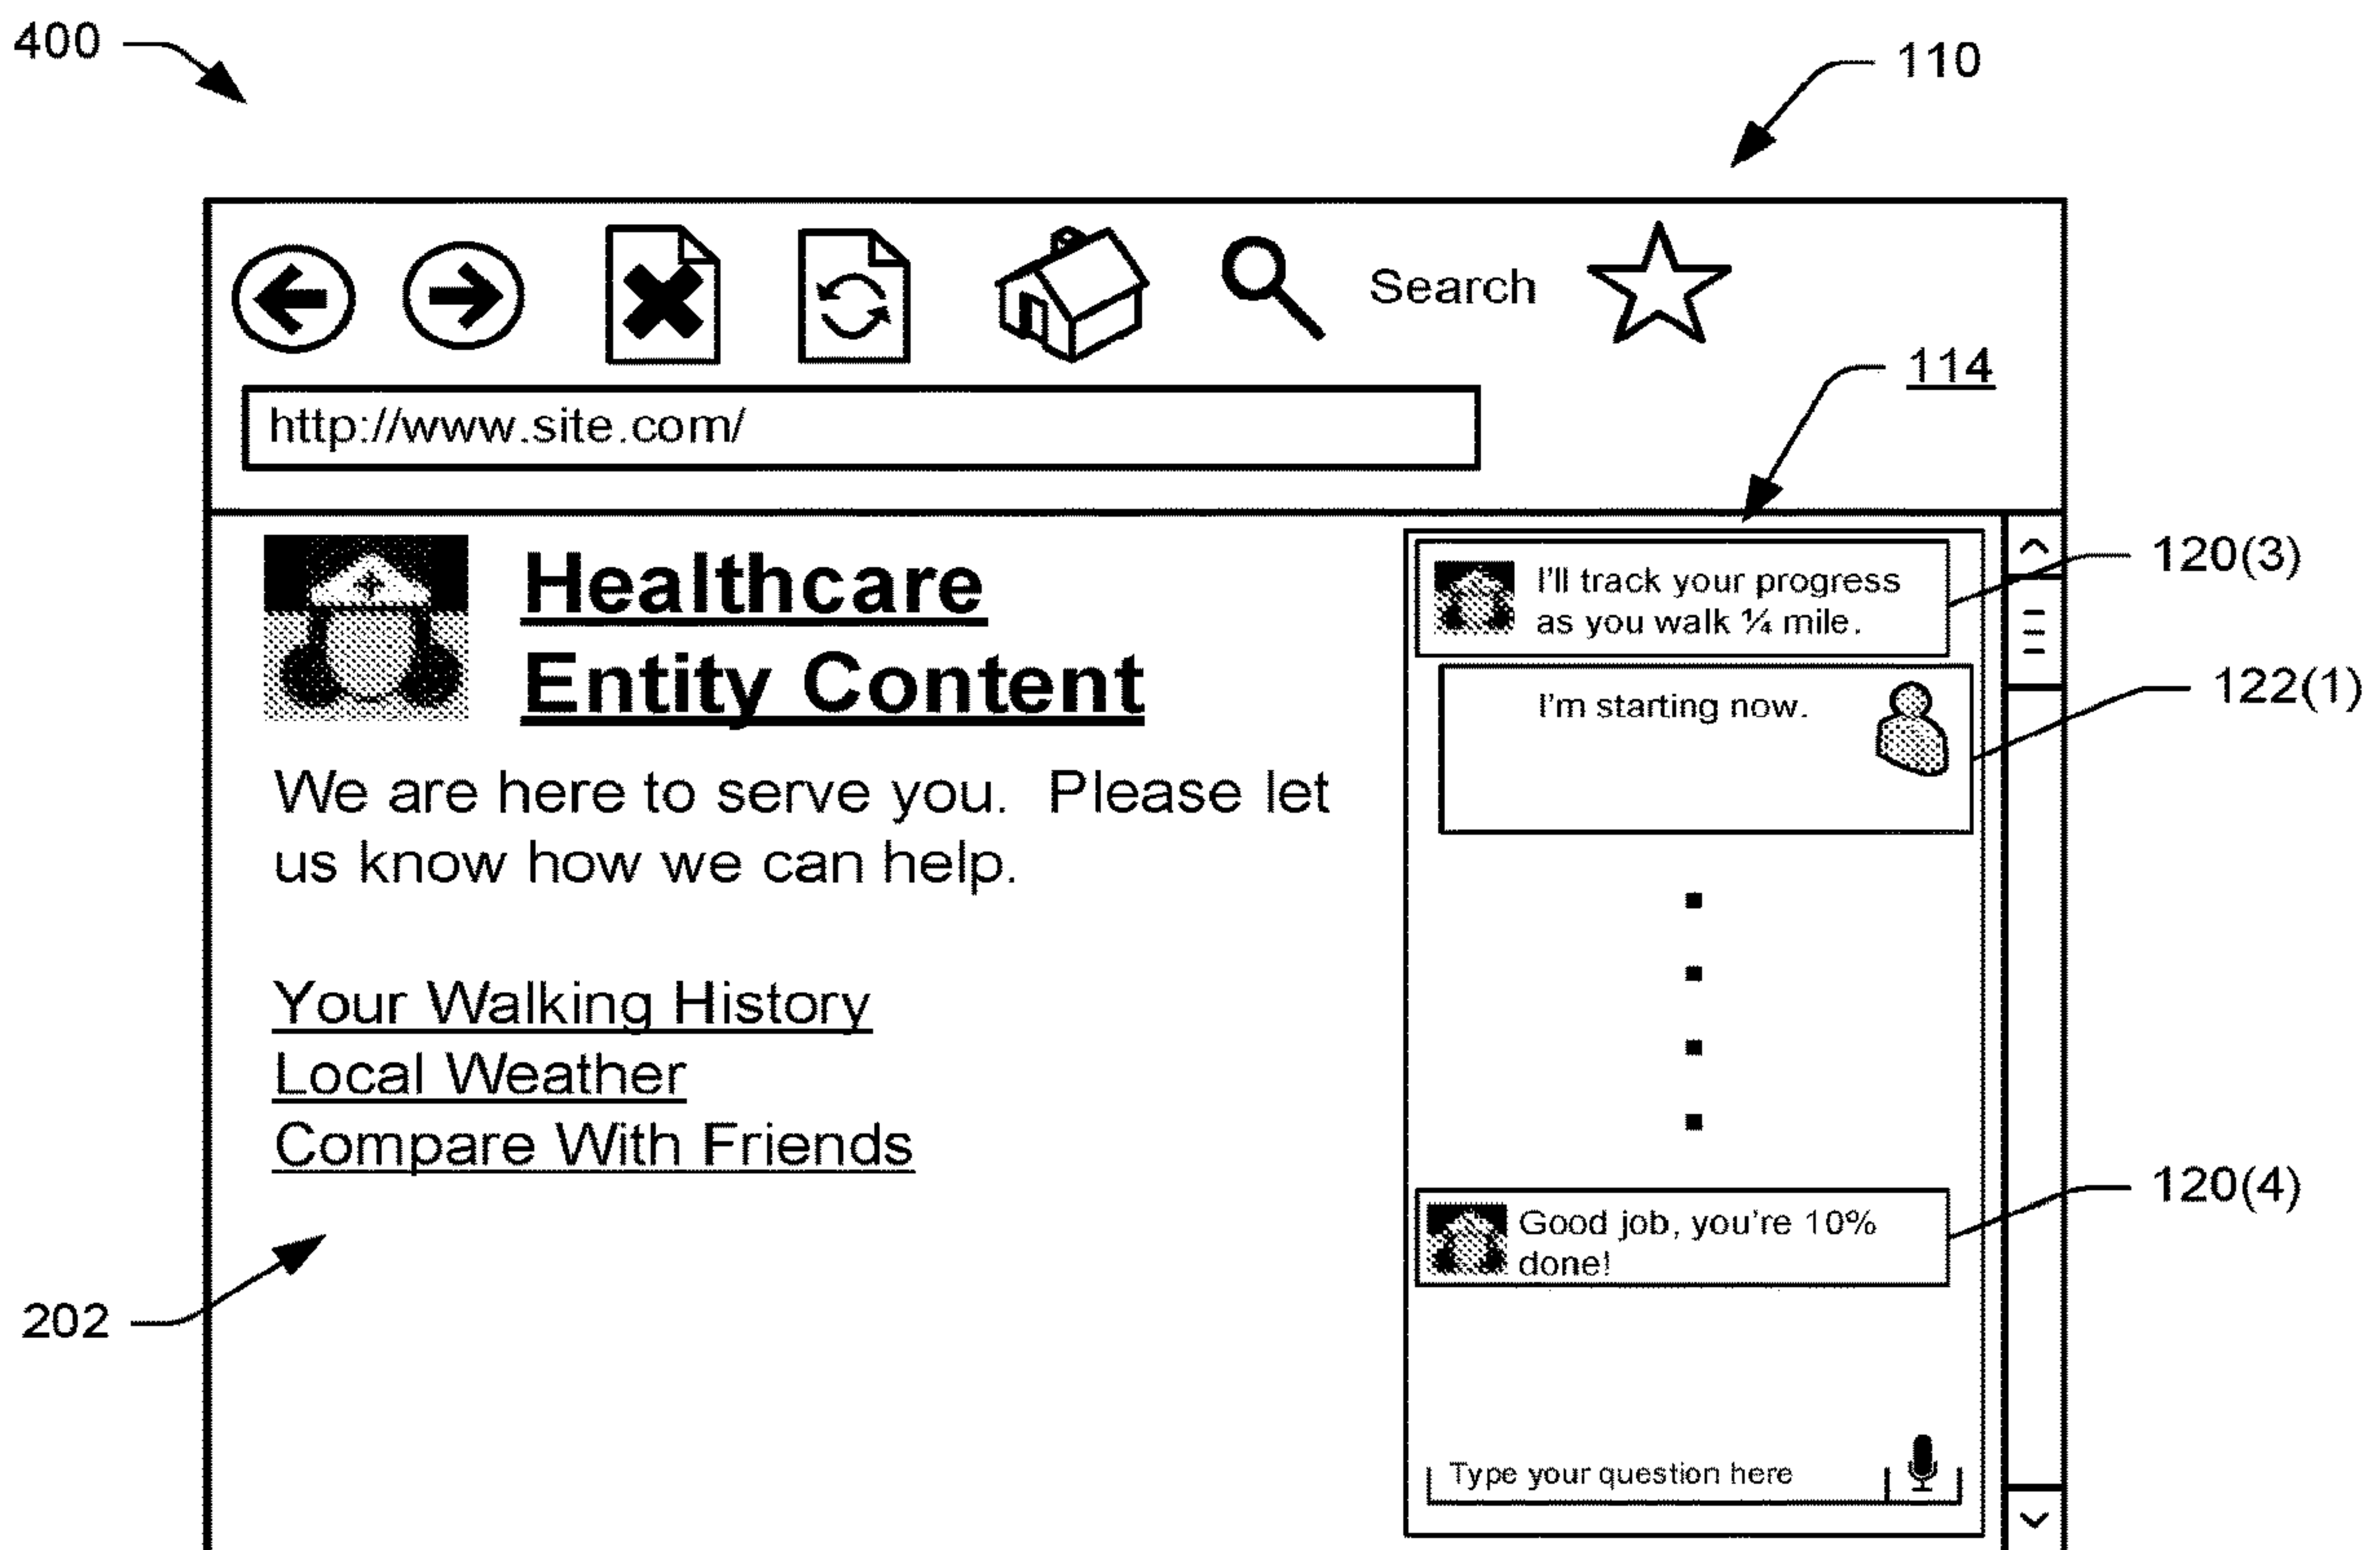 400
110
Search
114
http://www.site.com/
Healthcare
Entity Content
We are here to serve you.  Please let
us know how we can help.
Your Walking History
Local Weather
Compare With Friends
202
I'll track your progress
as you walk ¼ mile.
120(3)
I'm starting now.
122(1)
Good job, you're 10%
done!
120(4)
Type your question here